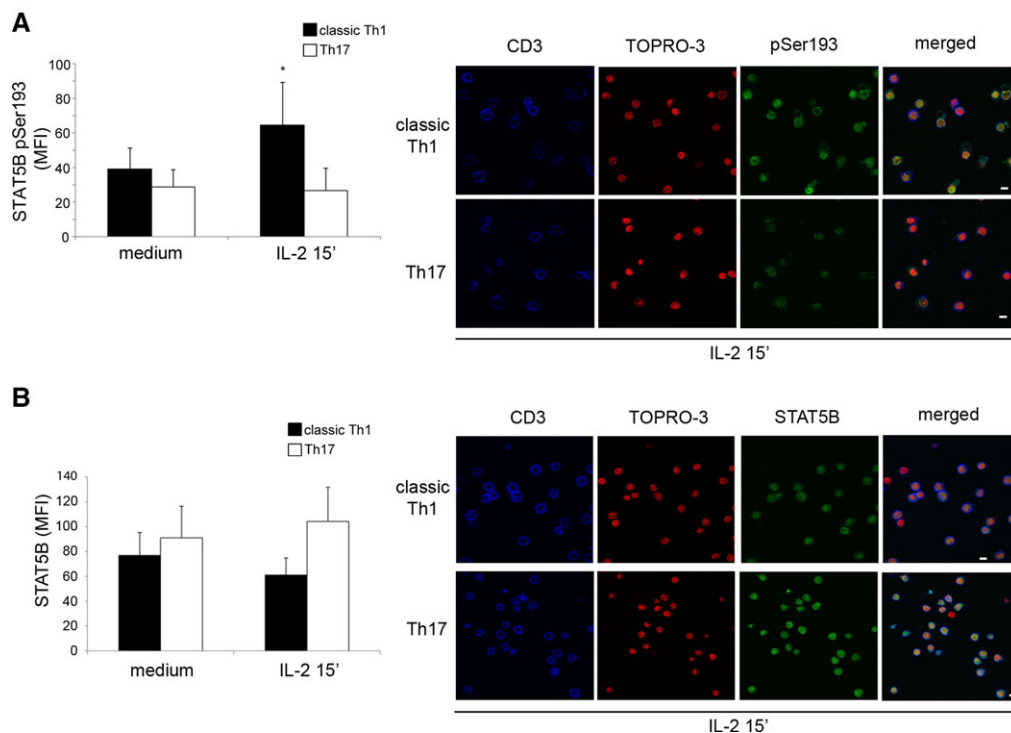 A
classic Th1
Th17
STAT5B pSer193
(MFI)
100
80
60
40
20
0
*
medium
IL-2 15'
CD3
TOPRO-3
pSer193
merged
classic
Th1
Th17
IL-2 15'
B
classic Th1
Th17
STAT5B (MFI)
140
120
100
80
60
40
20
0
medium
IL-2 15'
CD3
TOPRO-3
STAT5B
merged
classic
Th1
Th17
IL-2 15'